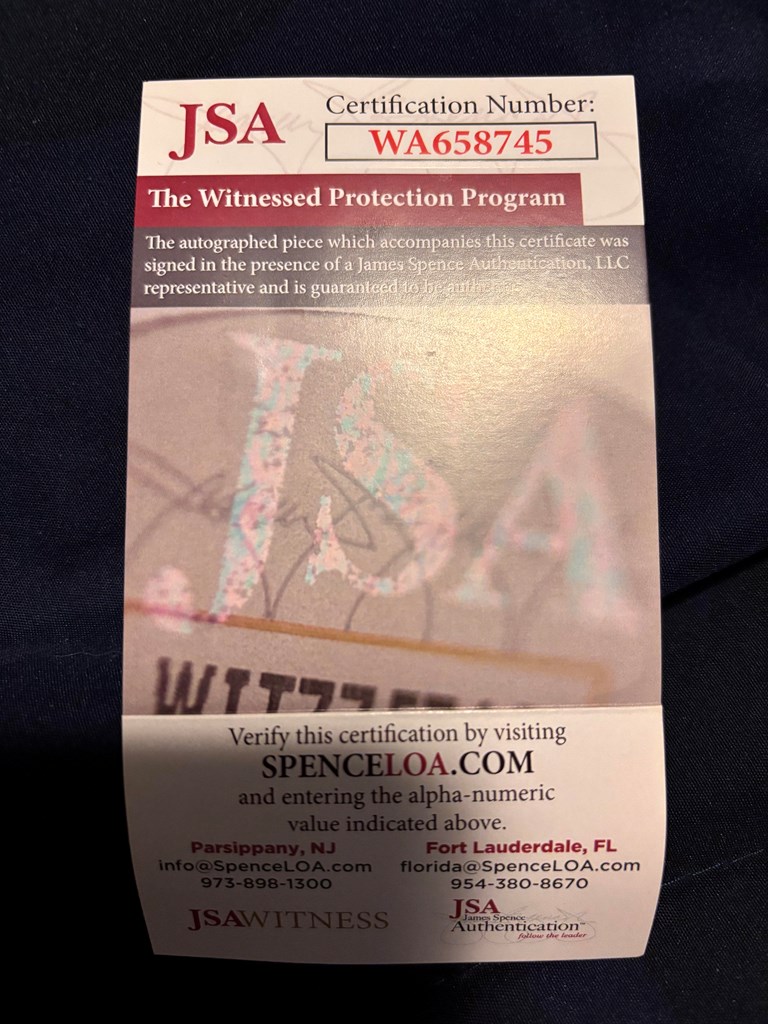 JSA
Certification Number:
WA658745
The Witnessed Protection Program
The autographed piece which accompanies this certificate was
signed in the presence of a James Spence Authentication, LLC
representative and is guaranteed to be
JSA
Verify this certification by visiting
SPENCELOA.COM
and entering the alpha-numeric
value indicated above.
Parsippany, NJ
info@SpenceLOA.com
973-898-1300
Fort Lauderdale, FL
florida@SpenceLOA.com
954-380-8670
JSAWITNESS
JSA
James Spence
Authentication™
follow the leader